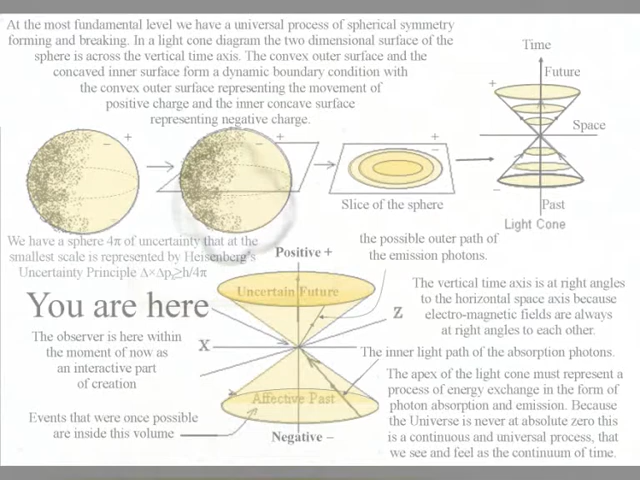 At the most fundamental level we have a universal process of spherical symmetry
forming and breaking. In a light cone diagram the two dimensional surface of the
sphere is across the vertical time axis. The convex outer surface and the
concaved inner surface form a dynamic boundary condition with
the convex outer surface representing the movement of
positive charge and the inner concave surface
representing negative charge.
Time
Future
+
Space
−
Past
Light Cone
+
−
+
−
+
−
Slice of the sphere
We have a sphere 4π of uncertainty that at the
smallest scale is represented by Heisenberg's
Uncertainty Principle Δ×Δpₓ≥h/4π
the possible outer path of
the emission photons.
Positive +
Uncertain Future
The vertical time axis is at right angles
to the horizontal space axis because
electro-magnetic fields are always
at right angles to each other.
You are here
Z
X
The observer is here within
the moment of now as
an interactive part
of creation
The inner light path of the absorption photons.
The apex of the light cone must represent a
process of energy exchange in the form of
photon absorption and emission. Because
the Universe is never at absolute zero this
is a continuous and universal process, that
we see and feel as the continuum of time.
Affective Past
Events that were once possible
are inside this volume
Negative −